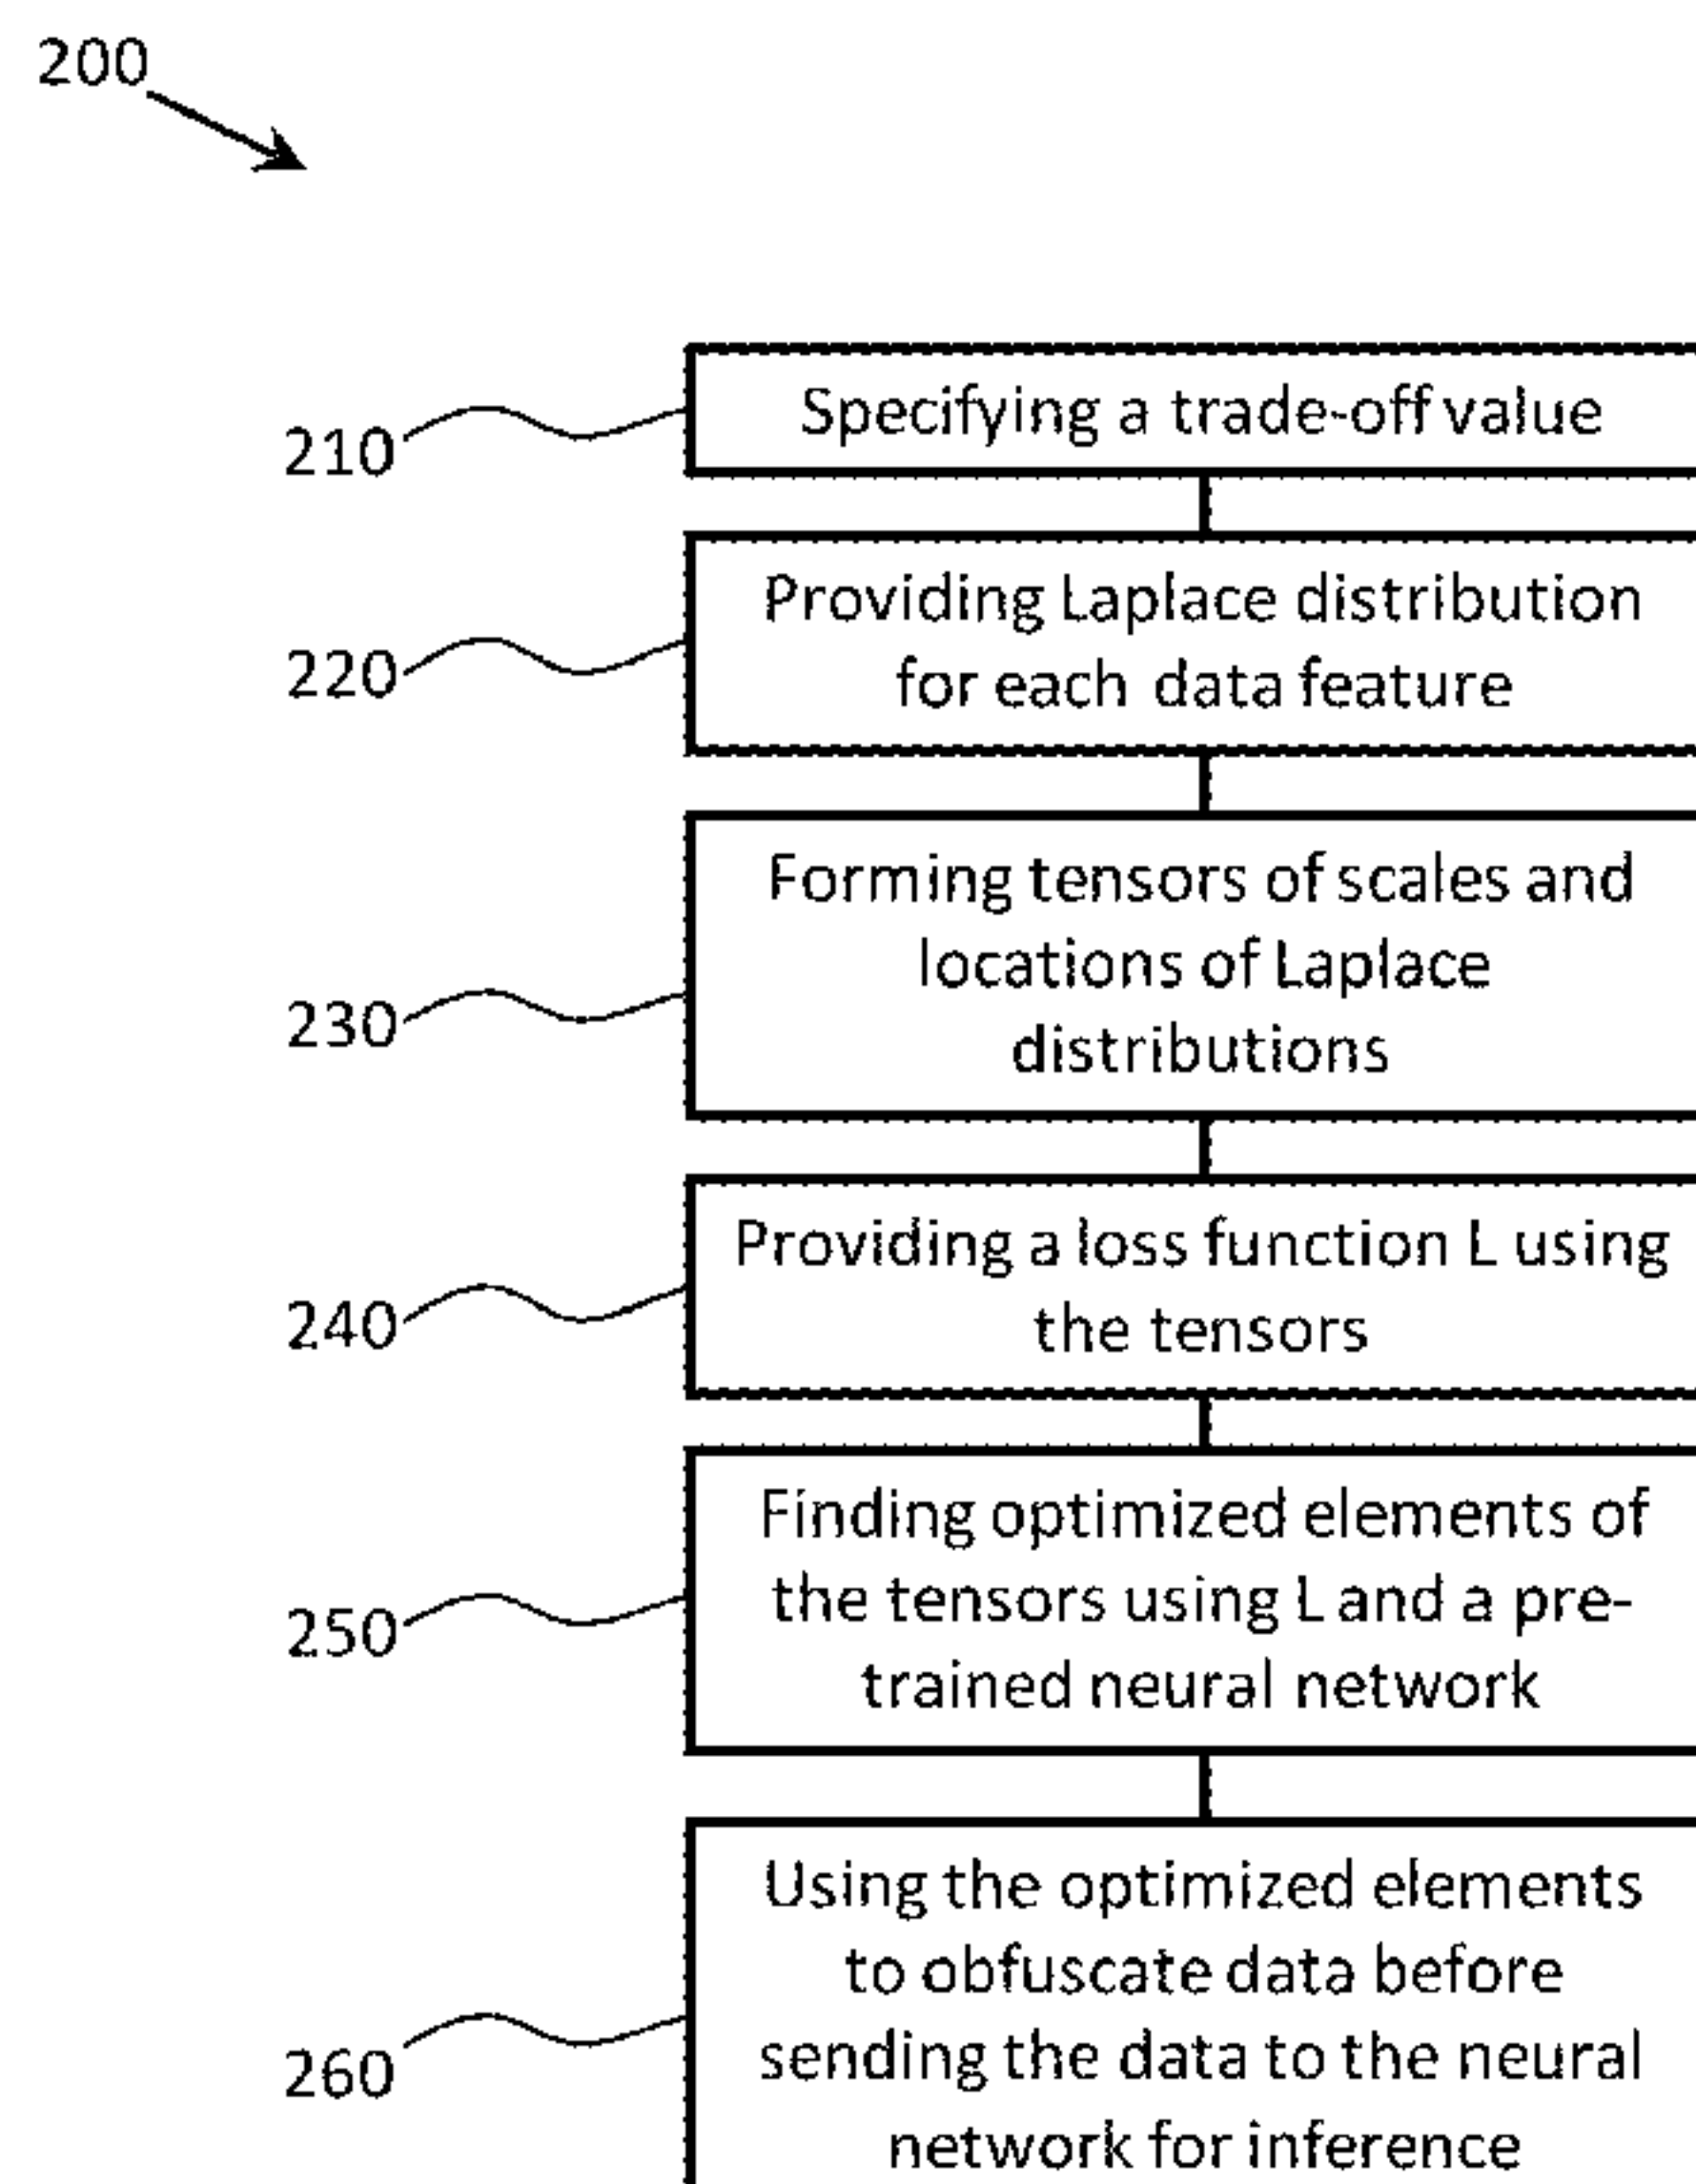 200
210
Specifying a trade-off value
220
Providing Laplace distribution
for each data feature
230
Forming tensors of scales and
locations of Laplace
distributions
240
Providing a loss function L using
the tensors
250
Finding optimized elements of
the tensors using L and a pre-
trained neural network
260
Using the optimized elements
to obfuscate data before
sending the data to the neural
network for inference